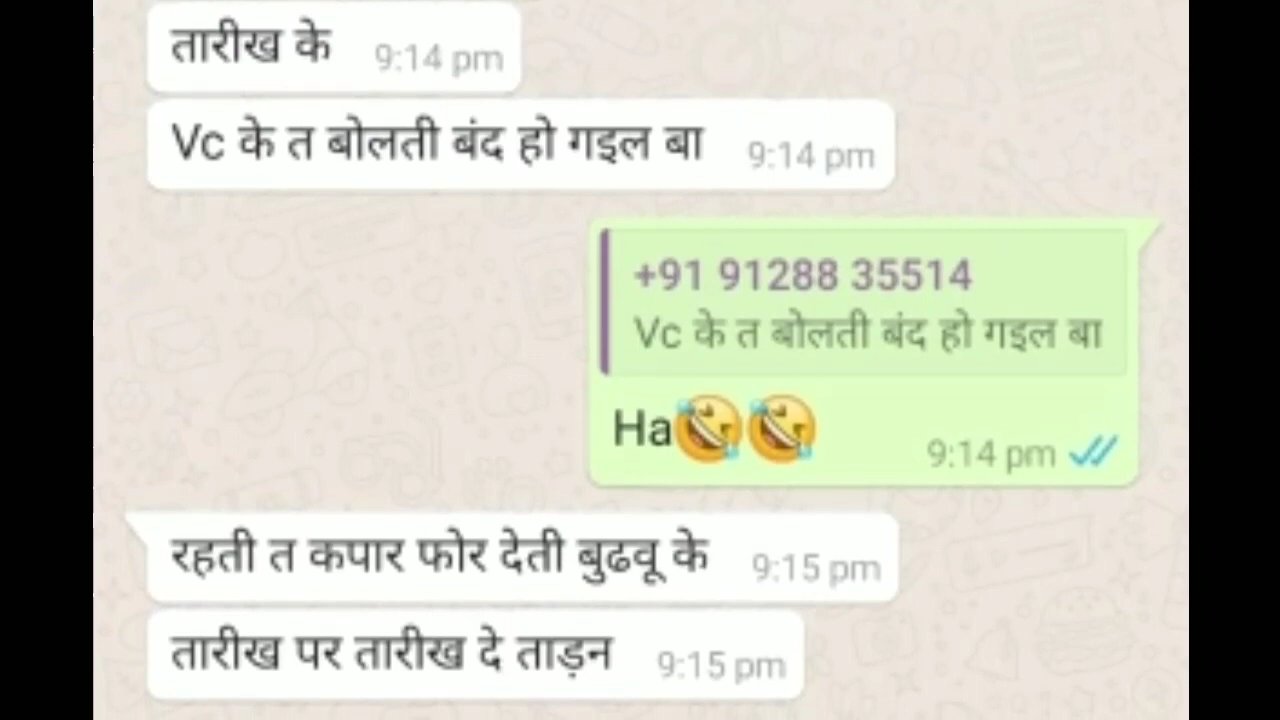 तारीख के 9:14 pm
Vc के त बोलती बंद हो गइल बा 9:14 pm
+91 91288 35514
Vc के त बोलती बंद हो गइल बा
Ha🤣🤣 9:14 pm
रहती त कपार फोर देती बुढवू के 9:15 pm
तारीख पर तारीख दे ताड़न 9:15 pm